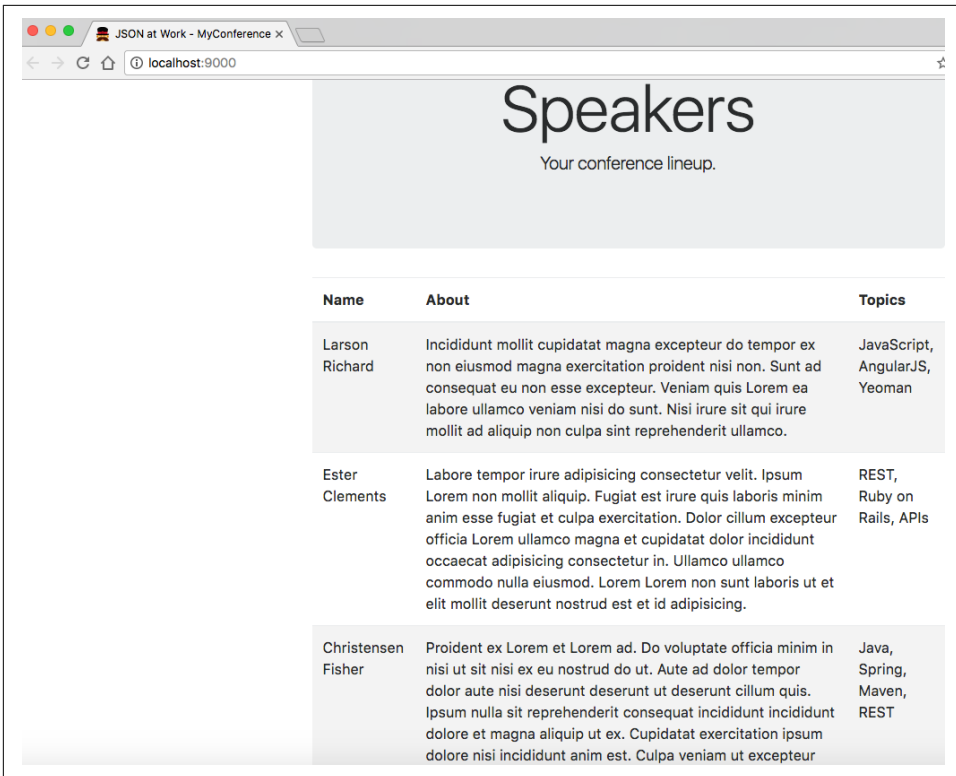 JSON at Work - MyConference ×
localhost:9000
Speakers
Your conference lineup.
Name About Topics
Larson Incididunt mollit cupidatat magna excepteur do tempor ex JavaScript,
Richard non eiusmod magna exercitation proident nisi non. Sunt ad AngularJS,
consequat eu non esse excepteur. Veniam quis Lorem ea Yeoman
labore ullamco veniam nisi do sunt. Nisi irure sit qui irure
mollit ad aliquip non culpa sint reprehenderit ullamco.
Ester Labore tempor irure adipisicing consectetur velit. Ipsum REST,
Clements Lorem non mollit aliquip. Fugiat est irure quis laboris minim Ruby on
anim esse fugiat et culpa exercitation. Dolor cillum excepteur Rails, APIs
officia Lorem ullamco magna et cupidatat dolor incididunt
occaecat adipisicing consectetur in. Ullamco ullamco
commodo nulla eiusmod. Lorem Lorem non sunt laboris ut et
elit mollit deserunt nostrud est et id adipisicing.
Christensen Proident ex Lorem et Lorem ad. Do voluptate officia minim in Java,
Fisher nisi ut sit nisi ex eu nostrud do ut. Aute ad dolor tempor Spring,
dolor aute nisi deserunt deserunt ut deserunt cillum quis. Maven,
Ipsum nulla sit reprehenderit consequat incididunt incididunt REST
dolore et magna aliquip ut ex. Cupidatat exercitation ipsum
dolore nisi incididunt anim est. Culpa veniam ut excepteur